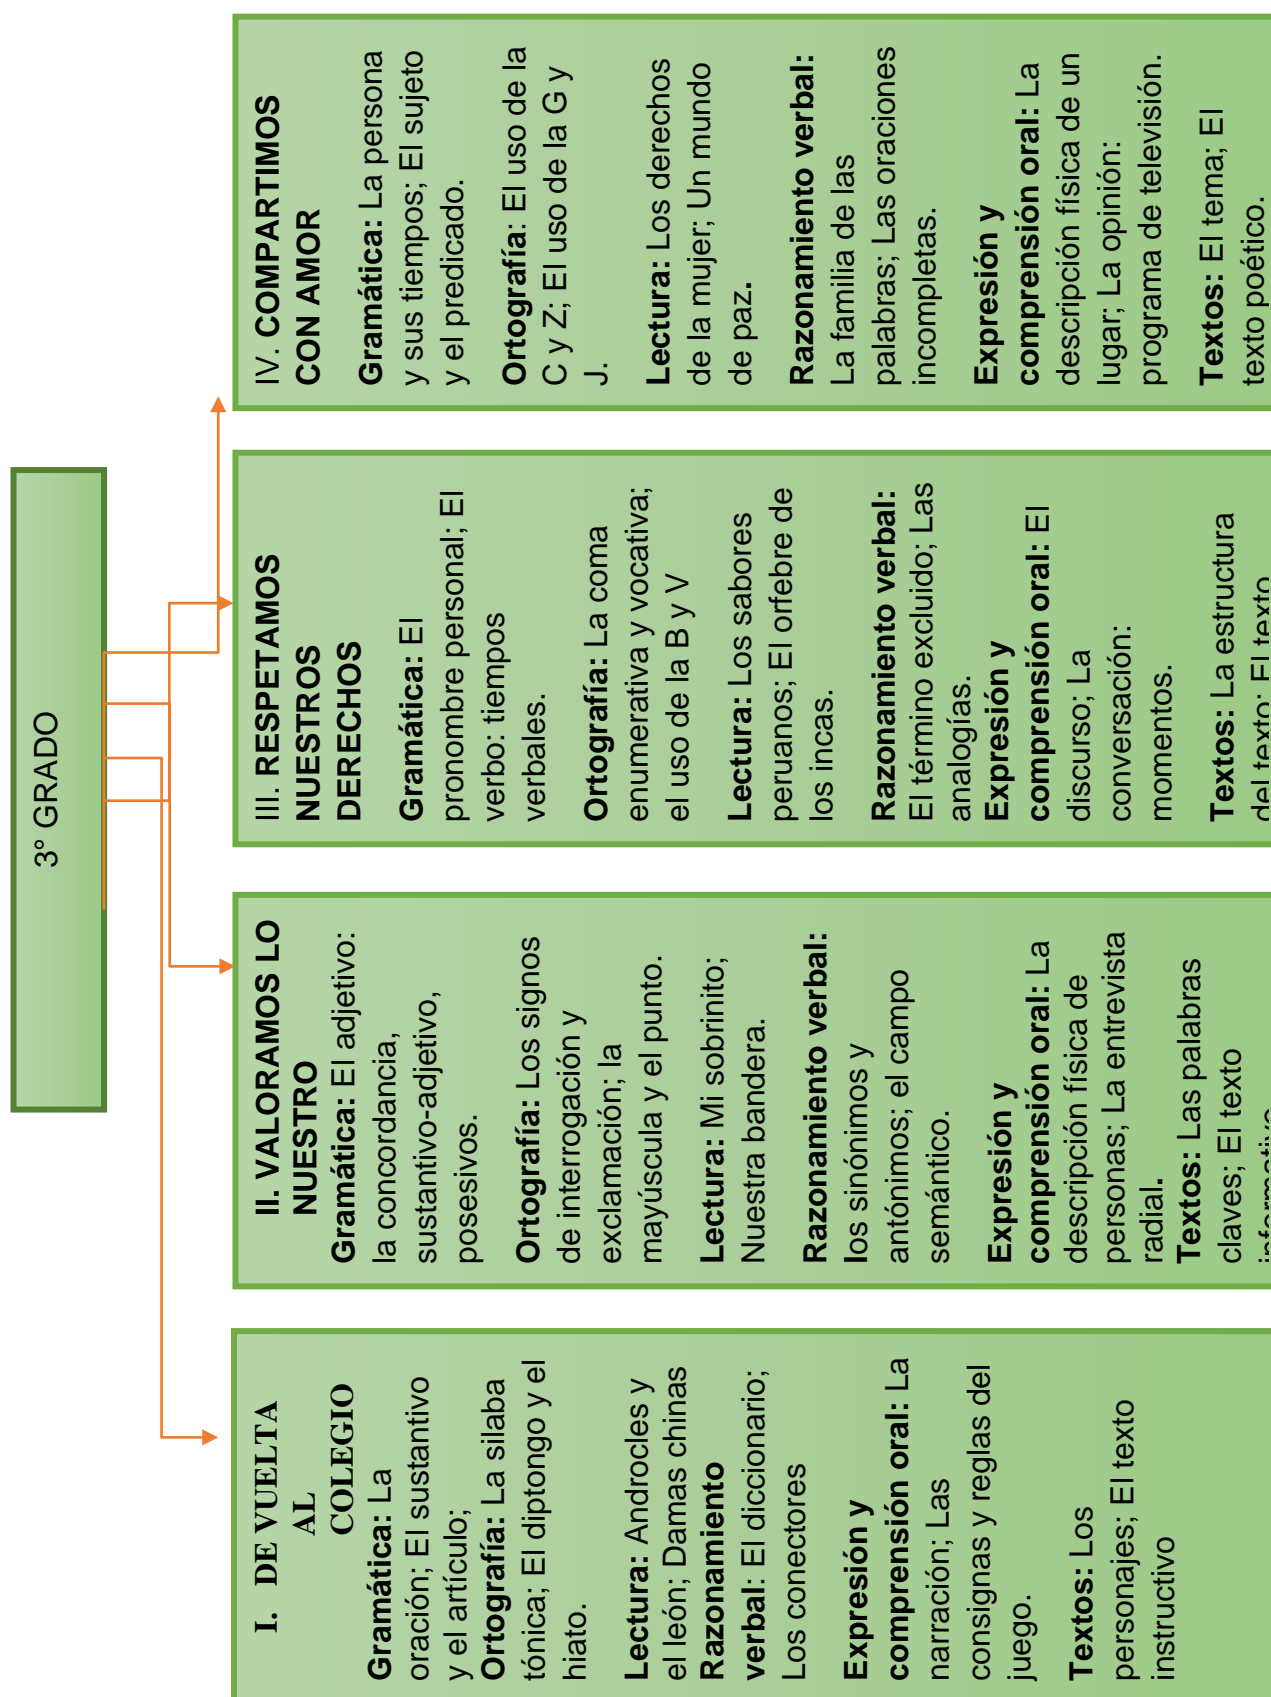 3° GRADO
I. DE VUELTA
AL
COLEGIO
Gramática: La
oración; El sustantivo
y el artículo;
Ortografía: La silaba
tónica; El diptongo y el
hiato.
Lectura: Androcles y
el león; Damas chinas
Razonamiento
verbal: El diccionario;
Los conectores
Expresión y
comprensión oral: La
narración; Las
consignas y reglas del
juego.
Textos: Los
personajes; El texto
instructivo
II. VALORAMOS LO
NUESTRO
Gramática: El adjetivo:
la concordancia,
sustantivo-adjetivo,
posesivos.
Ortografía: Los signos
de interrogación y
exclamación; la
mayúscula y el punto.
Lectura: Mi sobrinito;
Nuestra bandera.
Razonamiento verbal:
los sinónimos y
antónimos; el campo
semántico.
Expresión y
comprensión oral: La
descripción física de
personas; La entrevista
radial.
Textos: Las palabras
claves; El texto
informativo
III. RESPETAMOS
NUESTROS
DERECHOS
Gramática: El
pronombre personal; El
verbo: tiempos
verbales.
Ortografía: La coma
enumerativa y vocativa;
el uso de la B y V
Lectura: Los sabores
peruanos; El orfebre de
los incas.
Razonamiento verbal:
El término excluido; Las
analogías.
Expresión y
comprensión oral: El
discurso; La
conversación:
momentos.
Textos: La estructura
del texto; El texto
IV. COMPARTIMOS
CON AMOR
Gramática: La persona
y sus tiempos; El sujeto
y el predicado.
Ortografía: El uso de la
C y Z; El uso de la G y
J.
Lectura: Los derechos
de la mujer; Un mundo
de paz.
Razonamiento verbal:
La familia de las
palabras; Las oraciones
incompletas.
Expresión y
comprensión oral: La
descripción física de un
lugar; La opinión:
programa de televisión.
Textos: El tema; El
texto poético.